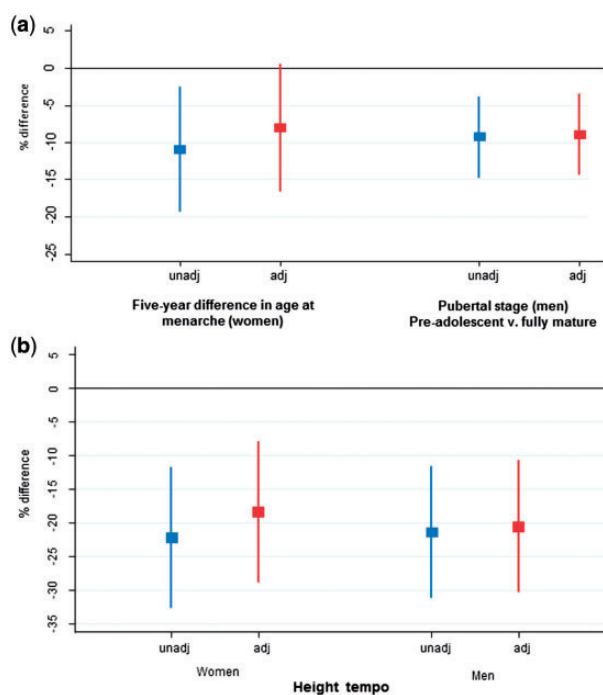 (a)
5
0
-5
-10
-15
-20
-25
% difference
unadj adj unadj adj
Five-year difference in age at
menarche (women)
Pubertal stage (men)
Pre-adolescent v. fully mature
(b)
5
0
-5
-10
-15
-20
-25
-30
-35
% difference
unadj adj unadj adj
Women Men
Height tempo